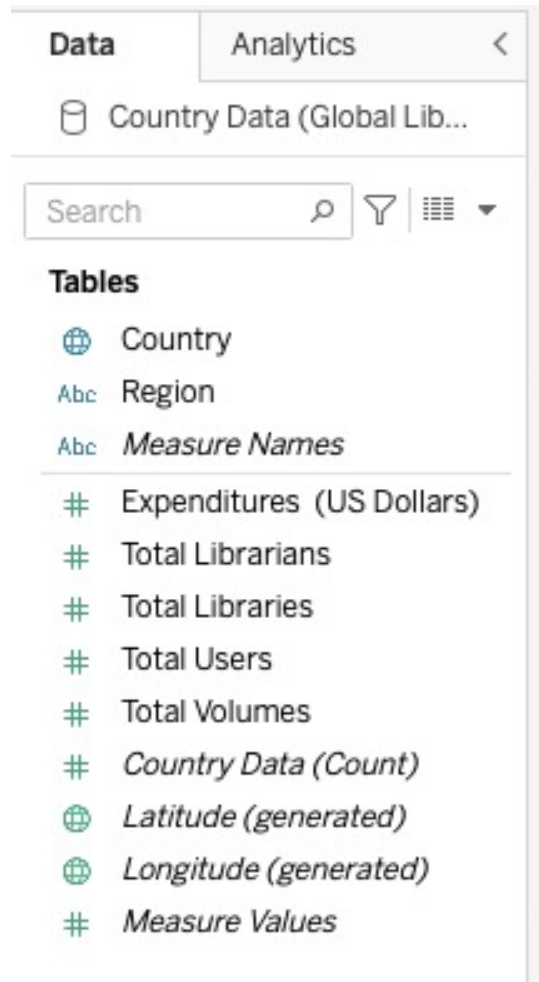 Data Analytics
Country Data (Global Lib...
Search
Tables
Country
Abc Region
Abc Measure Names
Expenditures (US Dollars)
Total Librarians
Total Libraries
Total Users
Total Volumes
Country Data (Count)
Latitude (generated)
Longitude (generated)
Measure Values